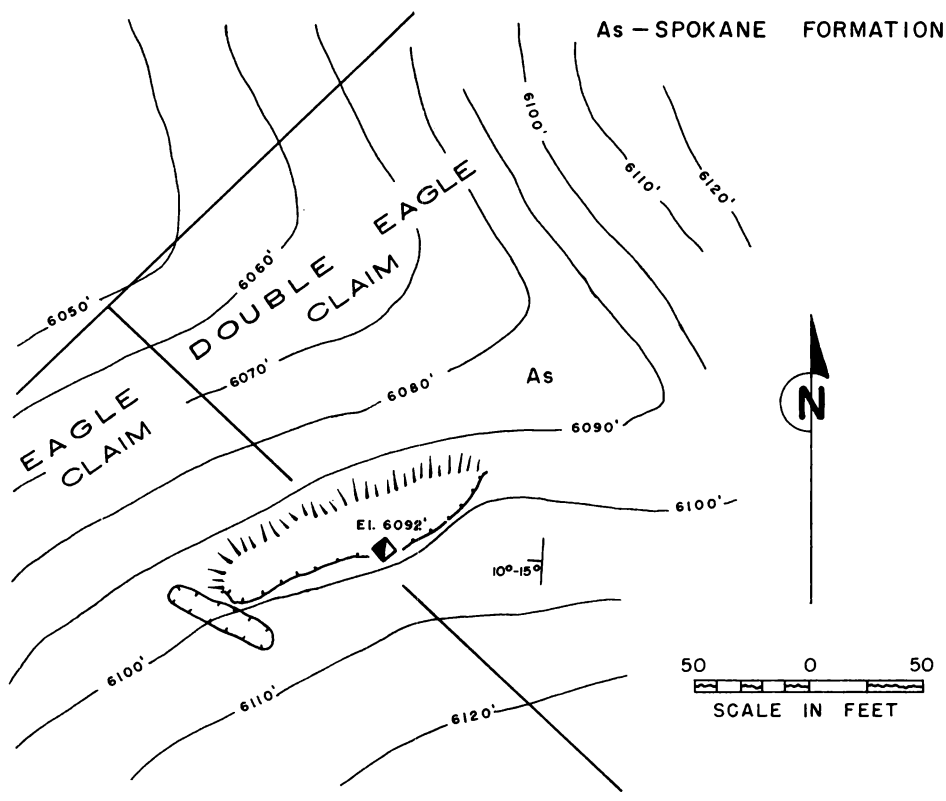 As – SPOKANE FORMATION
6100'
6110'
6120'
DOUBLE EAGLE
CLAIM
6060'
6050'
6070'
6080'
As
EAGLE
CLAIM
6090'
N
El. 6092'
6100'
10°-15°
6100'
6110'
6120'
50 0 50
SCALE IN FEET